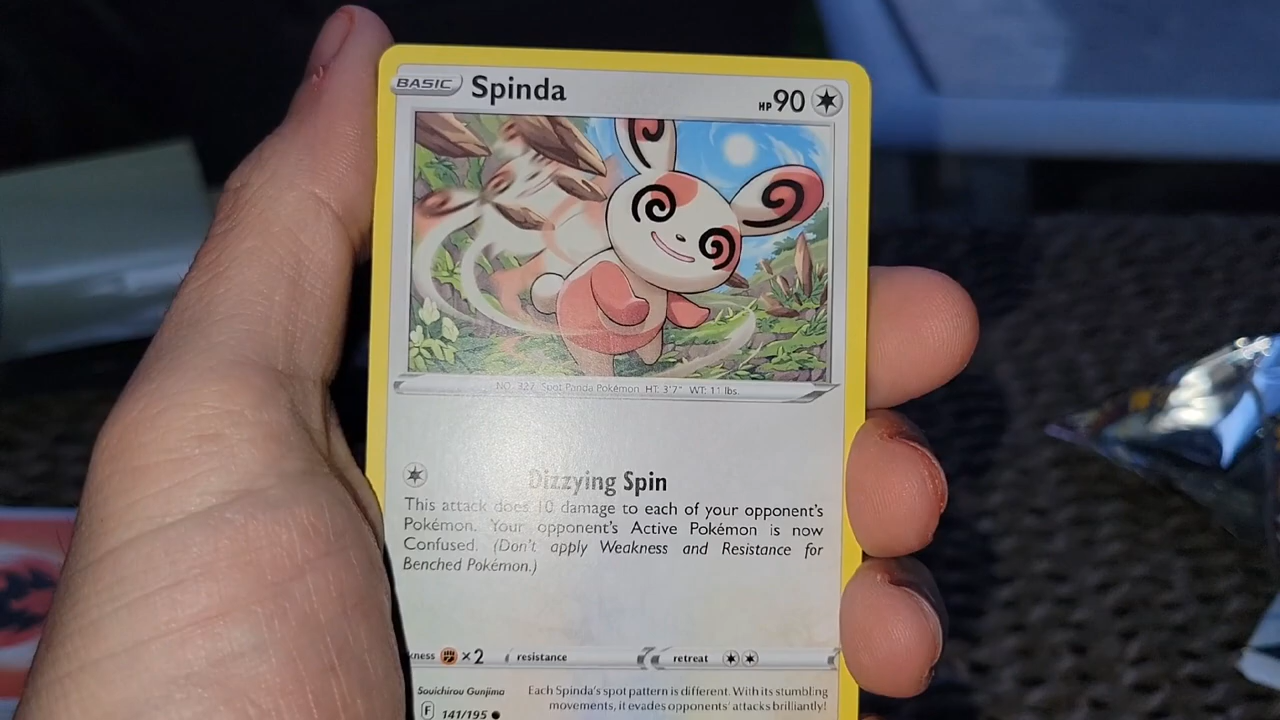 BASIC Spinda HP 90
NO. 327 Spot Panda Pokémon HT: 3'7" WT: 11 lbs.
Dizzying Spin
This attack does 10 damage to each of your opponent's
Pokémon. Your opponent's Active Pokémon is now
Confused. (Don't apply Weakness and Resistance for
Benched Pokémon.)
ness ×2 resistance retreat
Souichirou Gunjima
Each Spinda's spot pattern is different. With its stumbling
movements, it evades opponents' attacks brilliantly!
F 141/195